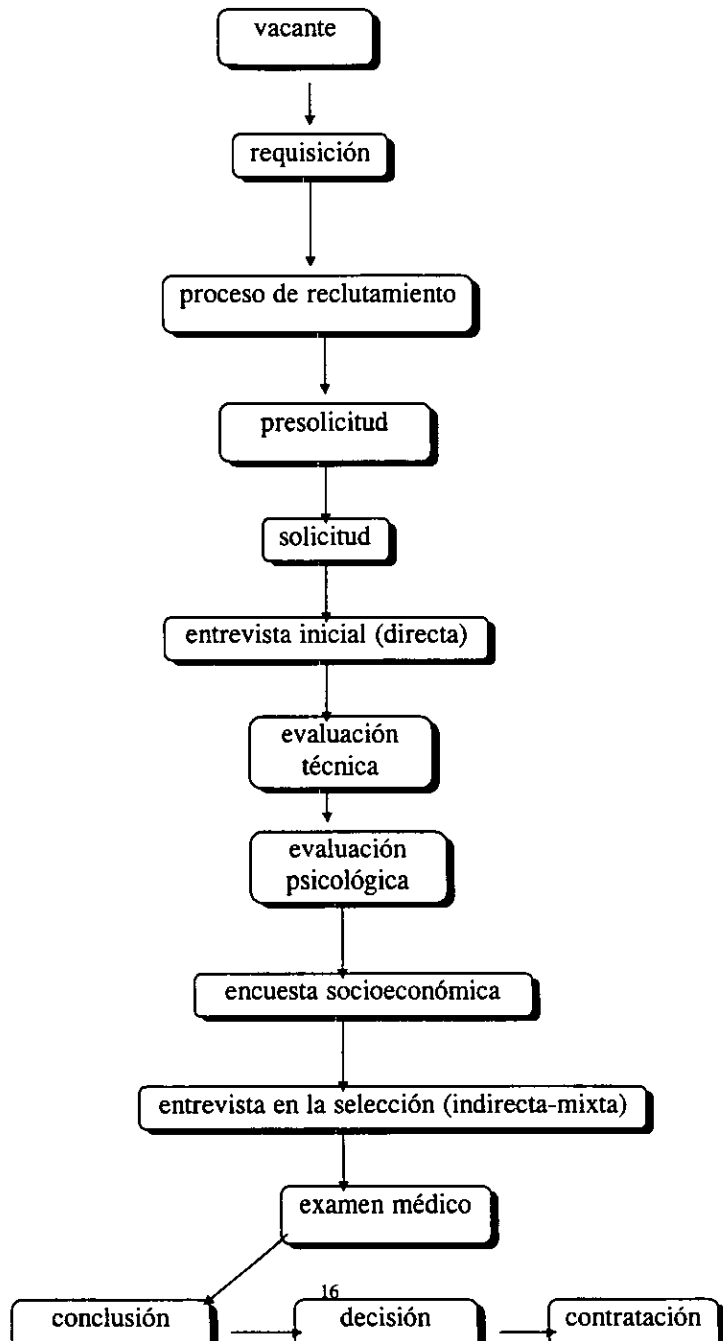 vacante
requisición
proceso de reclutamiento
presolicitud
solicitud
entrevista inicial (directa)
evaluación
técnica
evaluación
psicológica
encuesta socioeconómica
entrevista en la selección (indirecta-mixta)
examen médico
16
conclusión decisión contratación